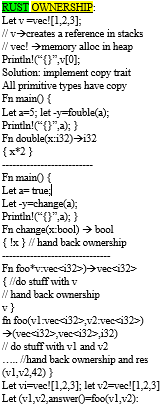 RUST OWNERSHIP:
Let v =vec![1,2,3];
// v→creates a reference in stacks
// vec! →memory alloc in heap
Println!(“{}”,v[0];
Solution: implement copy trait
All primitive types have copy
Fn main() {
Let a=5; let -y=fouble(a);
Println!(“{}”,a); }
Fn double(x:i32)→i32
{ x*2 }
----------------------------
Fn main() {
Let a= true;
Let -y=change(a);
Println!(“{}”,a); }
Fn change(x:bool) → bool
{ !x } // hand back ownership
---------------------------------
Fn foo*v:vec<i32>)→vec<i32>
{ //do stuff with v
// hand back ownership
v }
fn foo(v1:vec<i32>,v2:vec<i32>)
→(vec<i32>,vec<i32>,i32)
// do stuff with v1 and v2
….. //hand back ownership and res
(v1,v2,42) }
Let vi=vec![1,2,3]; let v2=vec![1,2,3]
Let (v1,v2,answer()=foo(v1,v2):